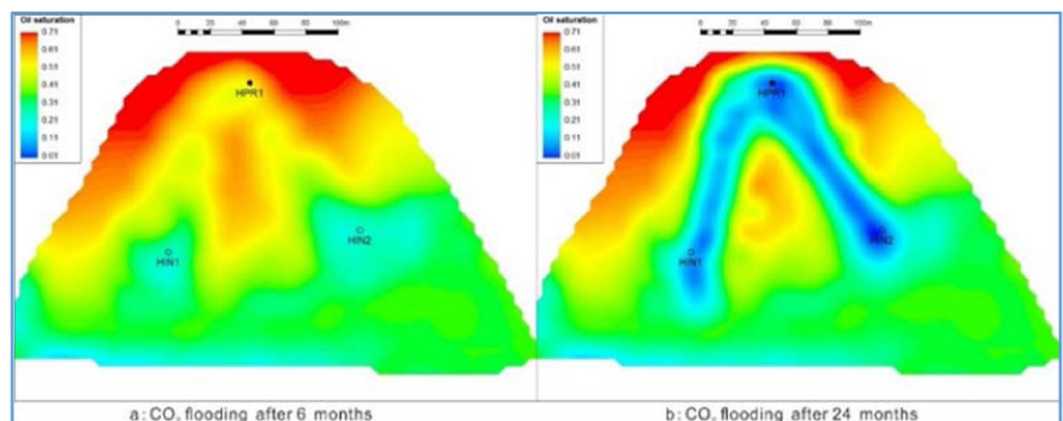 Oil saturation
0.71
0.61
0.51
0.41
0.31
0.21
0.11
0.01
0 20 40 60 80 100m
HPR1
HIN1
HIN2
a: CO₂ flooding after 6 months
Oil saturation
0.71
0.61
0.51
0.41
0.31
0.21
0.11
0.01
0 20 40 60 80 100m
HPR1
HIN1
HIN2
b: CO₂ flooding after 24 months